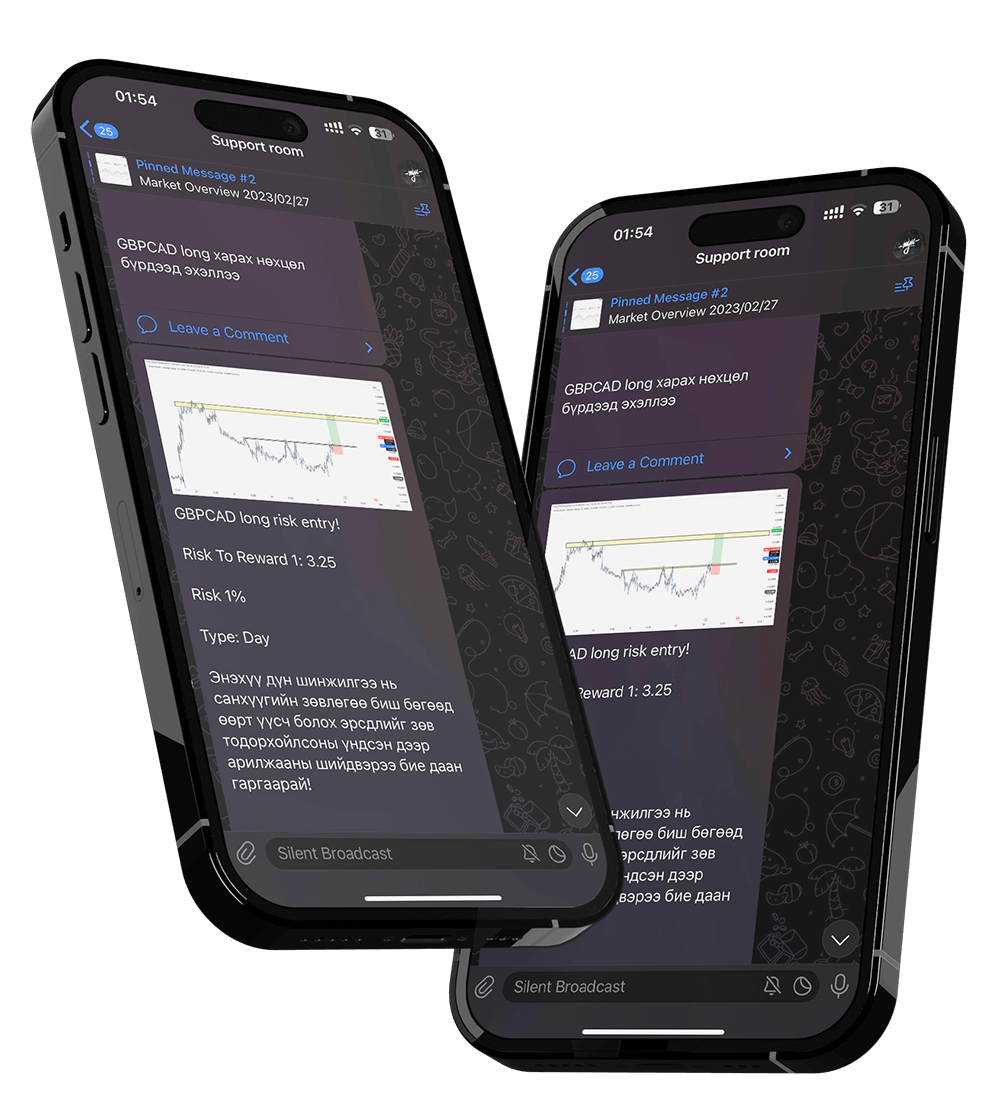 01:54
31
25
Support room
Pinned Message #2
Market Overview 2023/02/27
GBPCAD long харах нөхцөл
бүрдээд эхэллээ
Leave a Comment
GBPCAD long risk entry!
Risk To Reward 1: 3.25
Risk 1%
Type: Day
Энэхүү дүн шинжилгээ нь
санхүүгийн зөвлөгөө биш бөгөөд
өөрт үүсч болох эрсдлийг зөв
тодорхойлсоны үндсэн дээр
арилжааны шийдвэрээ бие даан
гаргаарай!
Silent Broadcast
01:54
31
25
Support room
Pinned Message #2
Market Overview 2023/02/27
GBPCAD long харах нөхцөл
бүрдээд эхэллээ
Leave a Comment
AD long risk entry!
Reward 1: 3.25
нжилгээ нь
лөгөө биш бөгөөд
эрсдлийг зөв
ндсэн дээр
двэрээ бие даан
Silent Broadcast